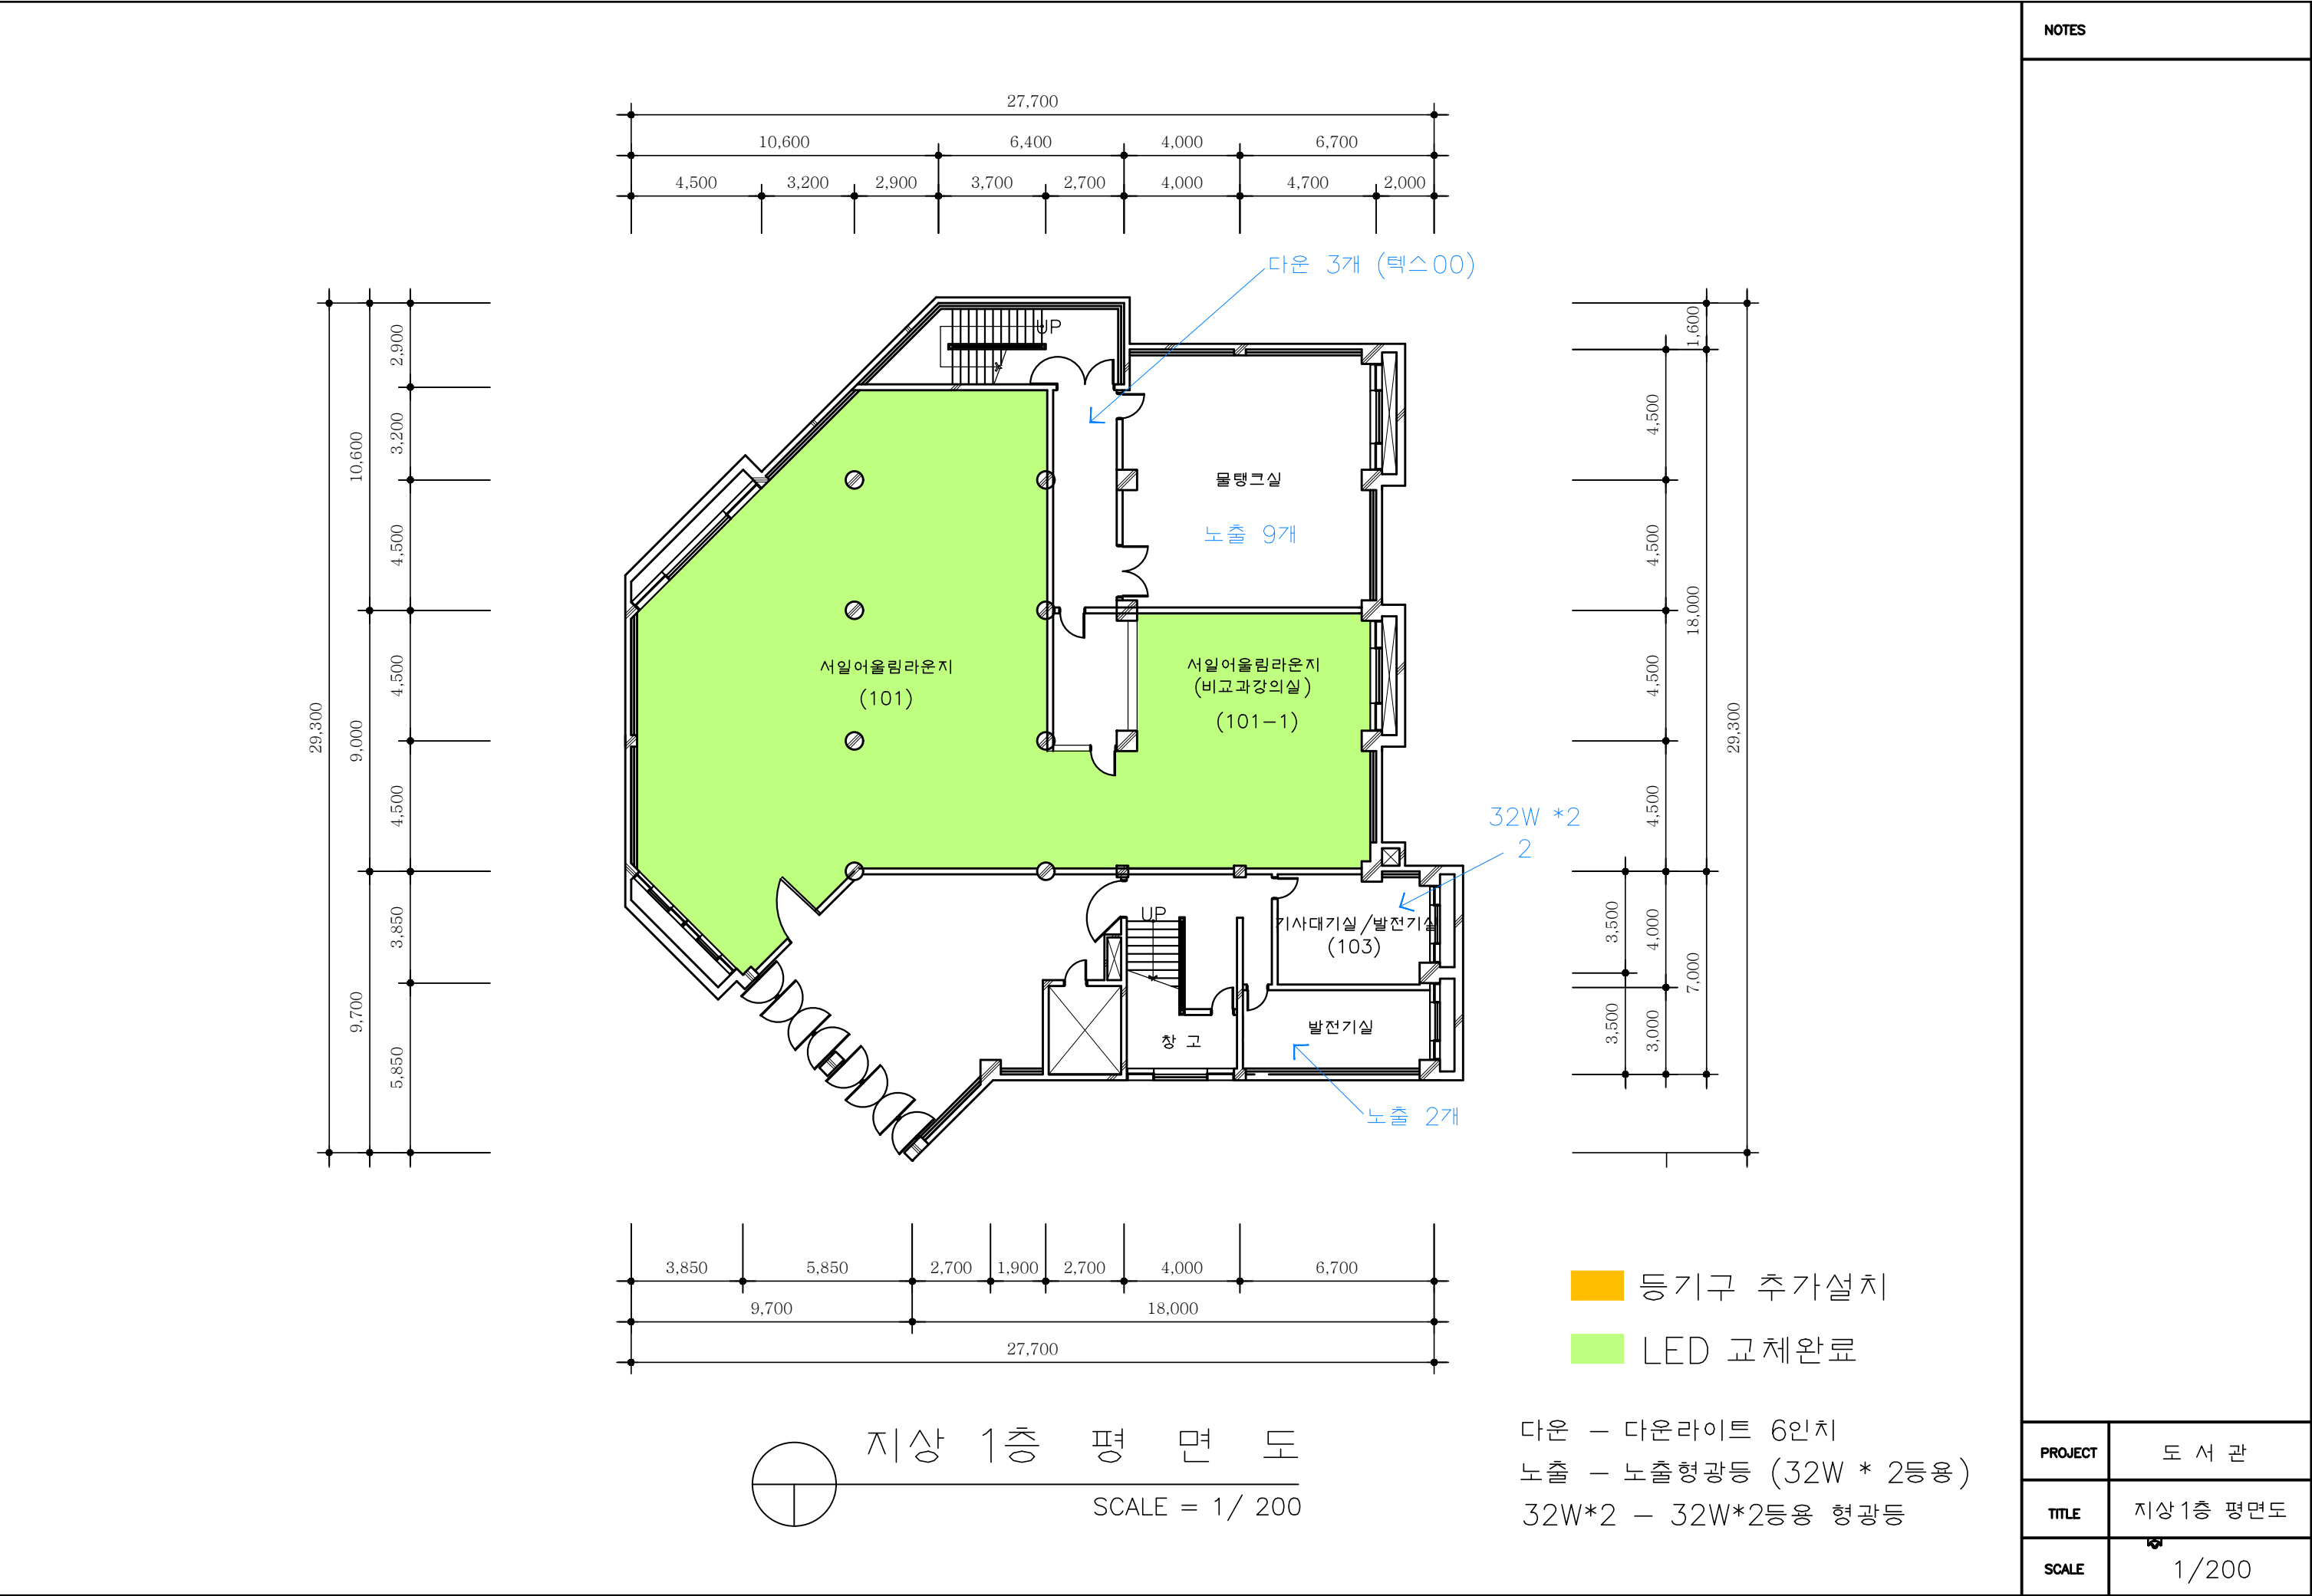 NOTES
27,700
10,600 6,400 4,000 6,700
4,500 3,200 2,900 3,700 2,700 4,000 4,700 2,000
다운 3개 (텍스00)
UP
2,900
3,200
4,500
4,500
4,500
3,850
5,850
10,600
9,000
9,700
29,300
1,600
4,500
4,500
4,500
4,500
18,000
29,300
3,500
4,000
7,000
3,500
3,000
물탱크실
노출 9개
서일어울림라운지
(101)
서일어울림라운지
(비교과강의실)
(101-1)
32W *2
2
UP
기사대기실/발전기실
(103)
발전기실
창 고
노출 2개
3,850 5,850 2,700 1,900 2,700 4,000 6,700
9,700 18,000
27,700
등기구 추가설치
LED 교체완료
지상 1층 평 면 도
SCALE = 1/ 200
다운 - 다운라이트 6인치
노출 - 노출형광등 (32W * 2등용)
32W*2 - 32W*2등용 형광등
PROJECT 도 서 관
TITLE 지상1층 평면도
SCALE 1/200